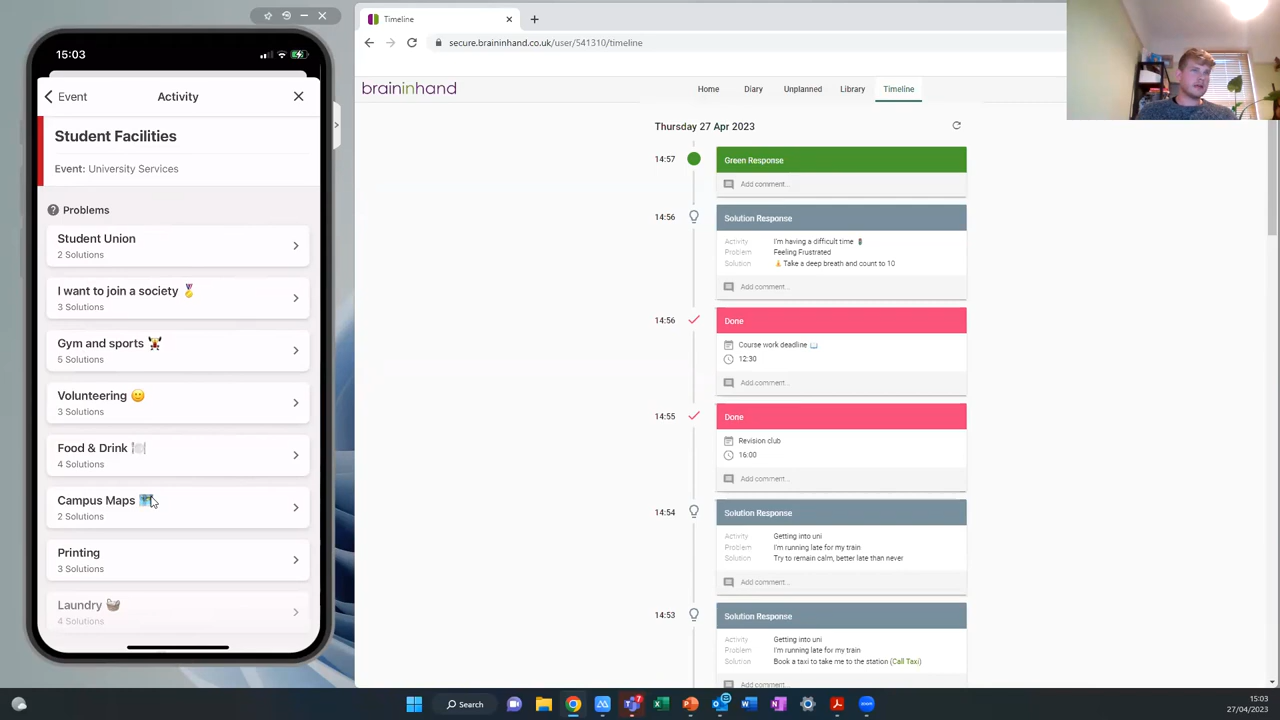 15:03
Event
Activity
Student Facilities
Event: University Services
Problems
Student Union
2 Solutions
I want to join a society
3 Solutions
Gym and sports
5 Solutions
Volunteering
3 Solutions
Food & Drink
4 Solutions
Campus Maps
2 Solutions
Printing
3 Solutions
Laundry
4 Solutions
Timeline
secure.braininhand.co.uk/user/541310/timeline
braininhand
Home Diary Unplanned Library Timeline
Thursday 27 Apr 2023
14:57 Green Response
Add comment...
14:56 Solution Response
Activity I'm having a difficult time
Problem Feeling Frustrated
Solution Take a deep breath and count to 10
Add comment...
14:56 Done
Course work deadline
12:30
Add comment...
14:55 Done
Revision club
16:00
Add comment...
14:54 Solution Response
Activity Getting into uni
Problem I'm running late for my train
Solution Try to remain calm, better late than never
Add comment...
14:53 Solution Response
Activity Getting into uni
Problem I'm running late for my train
Solution Book a taxi to take me to the station (Call Taxi)
Add comment...
Search
15:03
27/04/2023